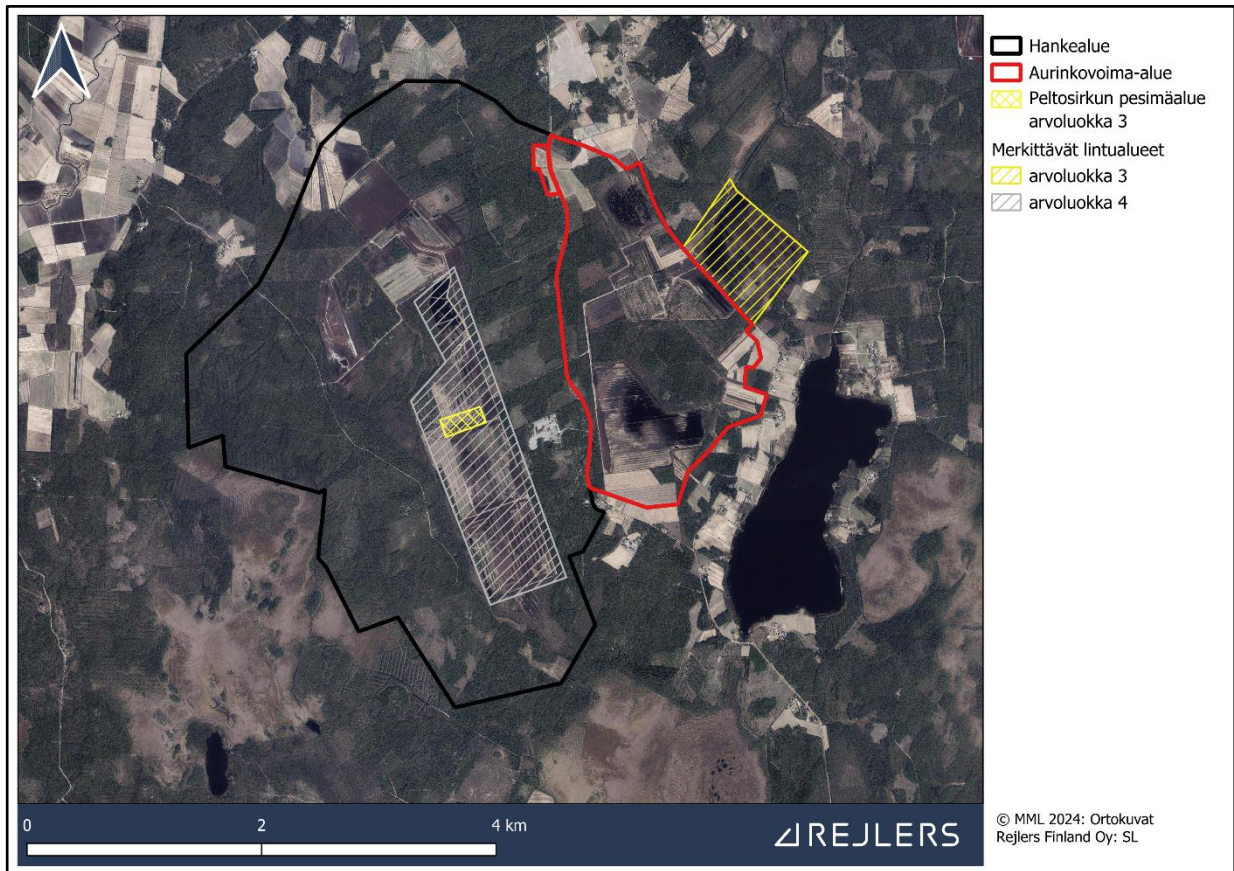 Hankealue
Aurinkovoima-alue
Peltosirkun pesimäalue
arvoluokka 3
Merkittävät lintualueet
arvoluokka 3
arvoluokka 4
0 2 4 km
REJLERS
© MML 2024: Ortokuvat
Rejlers Finland Oy: SL